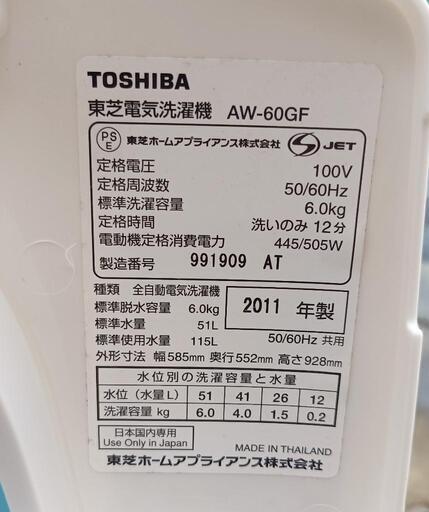 TOSHIBA
東芝電気洗濯機 AW-60GF
PS E 東芝ホームアプライアンス株式会社 S JET
定格電圧 100V
定格周波数 50/60Hz
標準洗濯容量 6.0kg
定格時間 洗いのみ 12分
電動機定格消費電力 445/505W
製造番号 991909 AT
種類 全自動電気洗濯機
標準脱水容量 6.0kg 2011 年製
標準水量 51L
標準使用水量 115L 50/60Hz 共用
外形寸法 幅585mm 奥行552mm 高さ928mm
水位別の洗濯容量と水量
水位（水量L） 51 41 26 12
洗濯容量 kg 6.0 4.0 1.5 0.2
日本国内専用
Use Only in Japan MADE IN THAILAND
東芝ホームアプライアンス株式会社